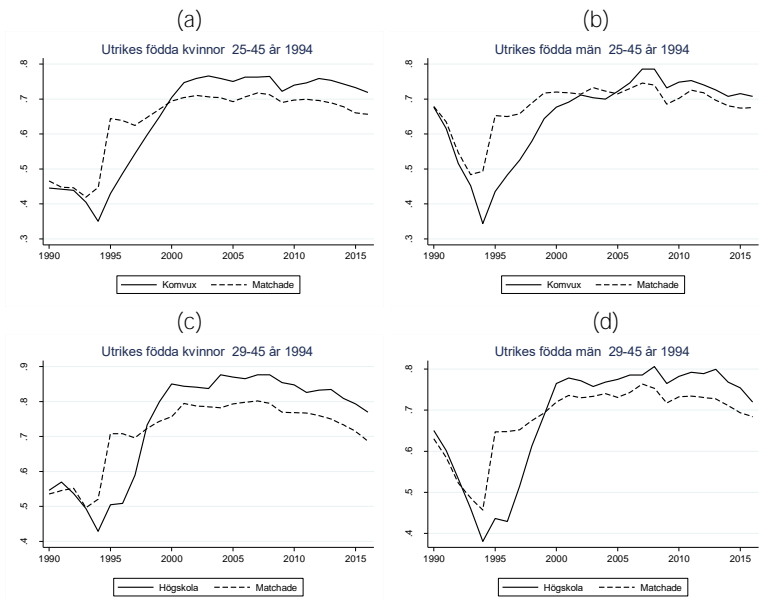 (a)
Utrikes födda kvinnor 25-45 år 1994
.8
.7
.6
.5
.4
.3
1990 1995 2000 2005 2010 2015
Komvux Matchade
(b)
Utrikes födda män 25-45 år 1994
.8
.7
.6
.5
.4
.3
1990 1995 2000 2005 2010 2015
Komvux Matchade
(c)
Utrikes födda kvinnor 29-45 år 1994
.9
.8
.7
.6
.5
.4
1990 1995 2000 2005 2010 2015
Högskola Matchade
(d)
Utrikes födda män 29-45 år 1994
.8
.7
.6
.5
.4
1990 1995 2000 2005 2010 2015
Högskola Matchade